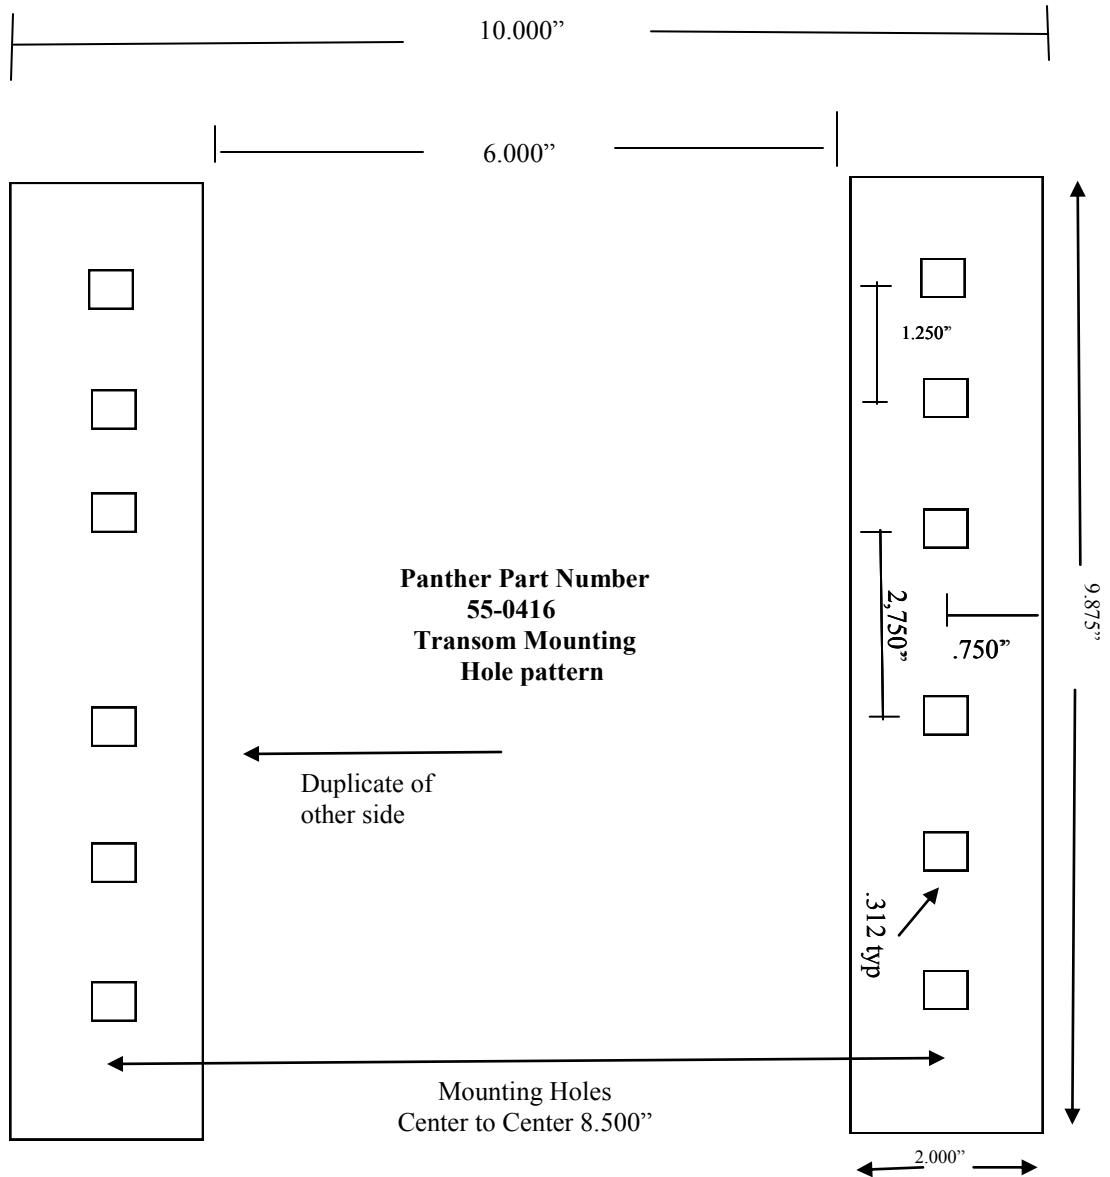 10.000”
6.000”
1.250”
Panther Part Number
55-0416
Transom Mounting
Hole pattern
2,750”
.750”
9.875”
Duplicate of
other side
.312 typ
Mounting Holes
Center to Center 8.500”
2.000”